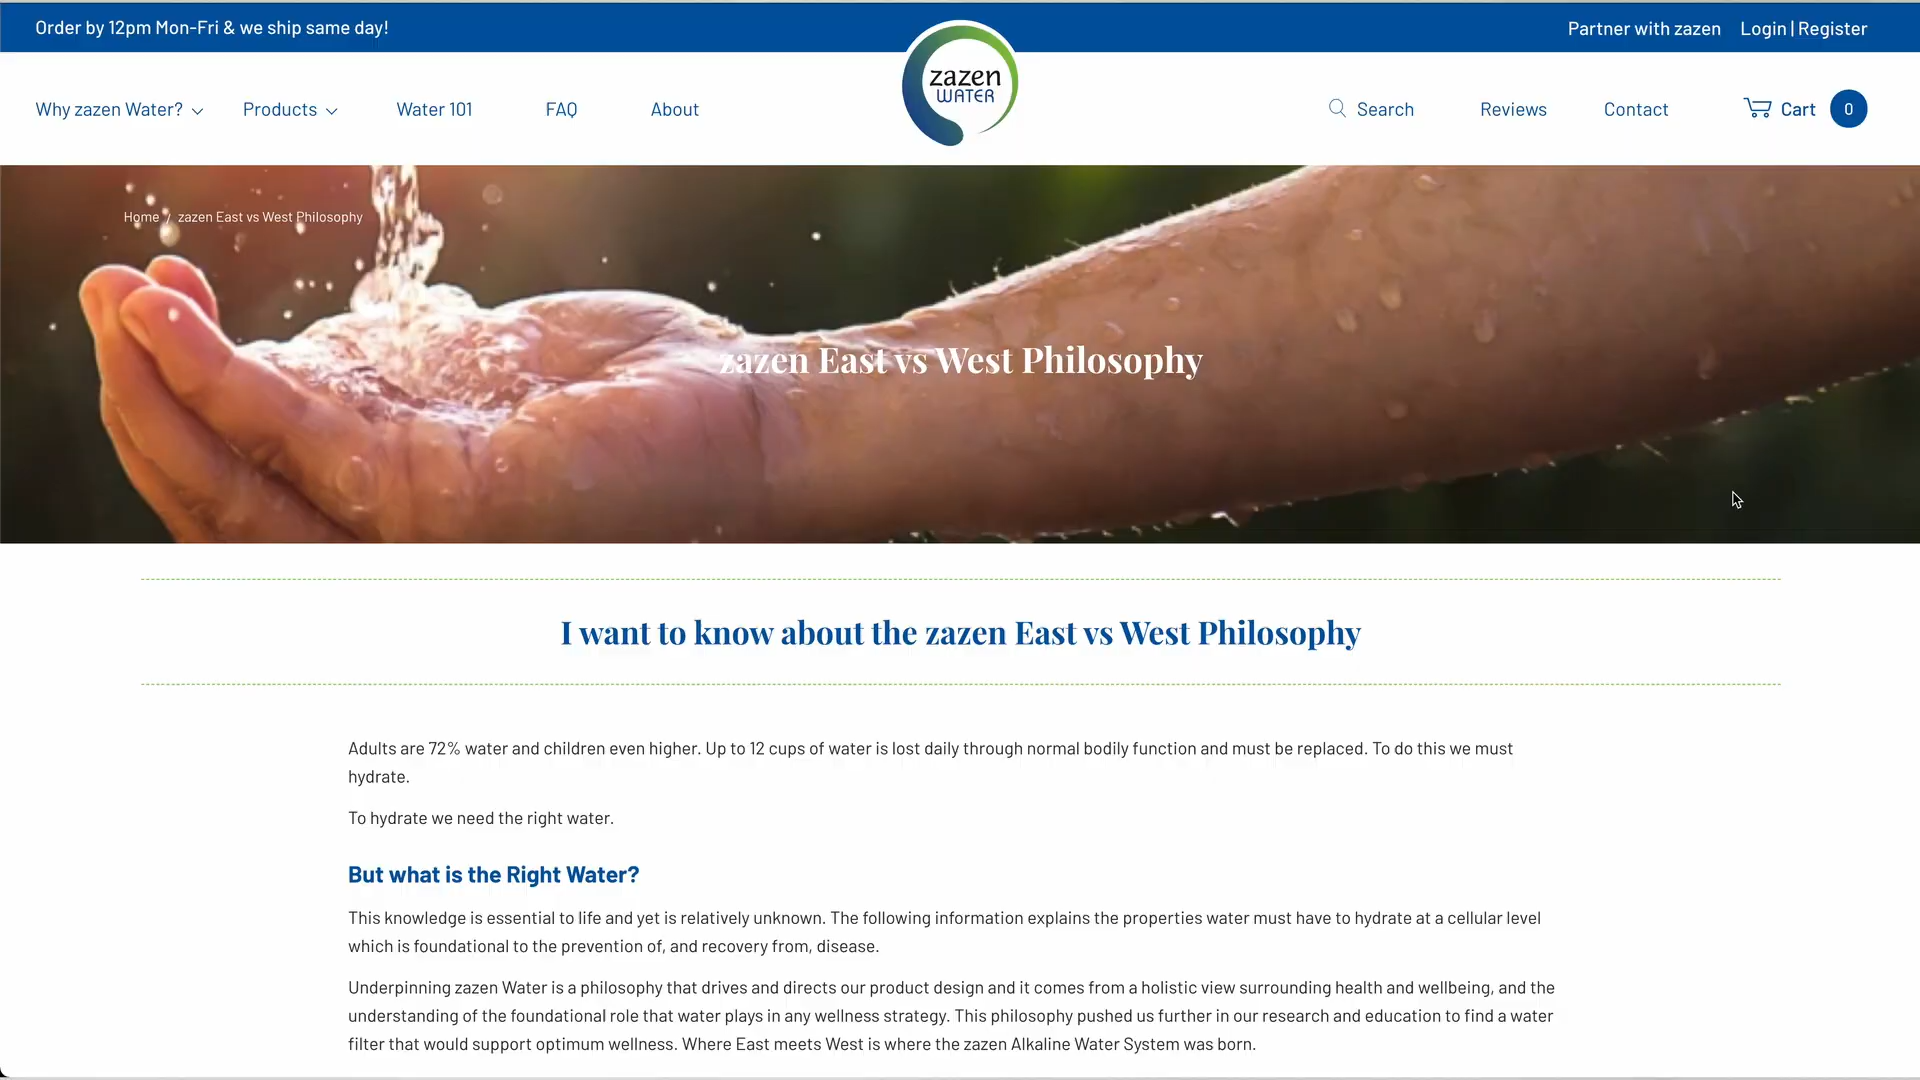 Order by 12pm Mon-Fri & we ship same day!
Partner with zazen
Login | Register
zazen
WATER
Why zazen Water?
Products
Water 101
FAQ
About
Search
Reviews
Contact
Cart
0
Home / zazen East vs West Philosophy
zazen East vs West Philosophy
I want to know about the zazen East vs West Philosophy
Adults are 72% water and children even higher. Up to 12 cups of water is lost daily through normal bodily function and must be replaced. To do this we must
hydrate.
To hydrate we need the right water.
But what is the Right Water?
This knowledge is essential to life and yet is relatively unknown. The following information explains the properties water must have to hydrate at a cellular level
which is foundational to the prevention of, and recovery from, disease.
Underpinning zazen Water is a philosophy that drives and directs our product design and it comes from a holistic view surrounding health and wellbeing, and the
understanding of the foundational role that water plays in any wellness strategy. This philosophy pushed us further in our research and education to find a water
filter that would support optimum wellness. Where East meets West is where the zazen Alkaline Water System was born.